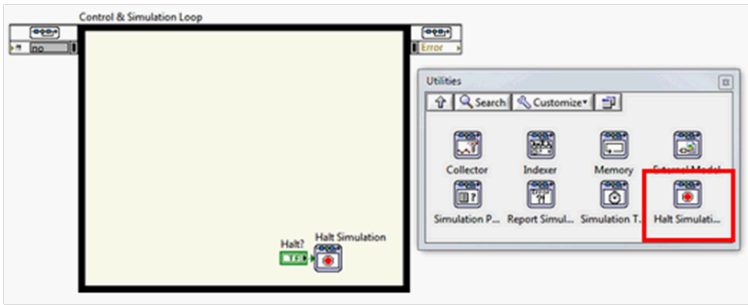 Control & Simulation Loop
no
Error
Utilities
Search
Customize
Collector
Indexer
Memory
External Model
Simulation P...
Report Simul...
Simulation T...
Halt Simulati...
Halt?
Halt Simulation
TF